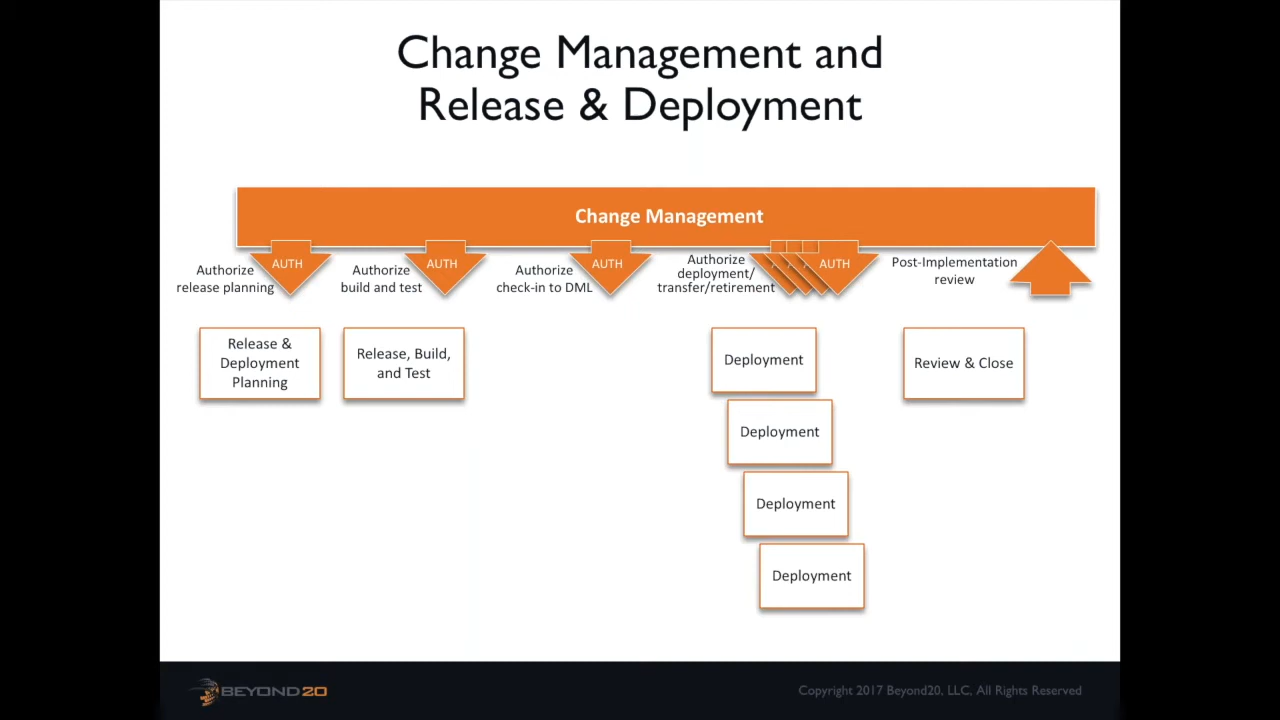 Change Management and
Release & Deployment
Change Management
AUTH
Authorize
release planning
AUTH
Authorize
build and test
AUTH
Authorize
check-in to DML
AUTH
Authorize
deployment/
transfer/retirement
Post-Implementation
review
Release &
Deployment
Planning
Release, Build,
and Test
Deployment
Deployment
Deployment
Deployment
Review & Close
BEYOND20
Copyright 2017 Beyond20, LLC, All Rights Reserved